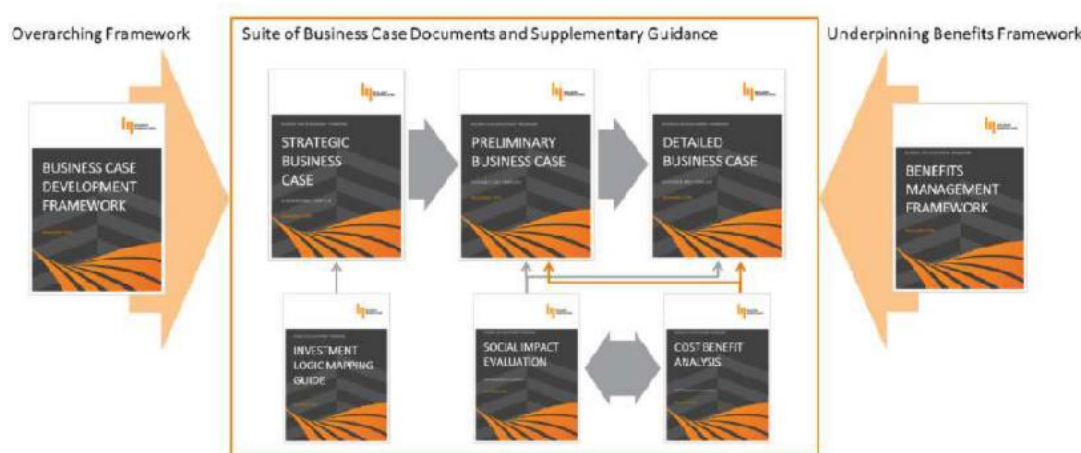 Overarching Framework
Suite of Business Case Documents and Supplementary Guidance
Underpinning Benefits Framework
BUSINESS CASE
DEVELOPMENT
FRAMEWORK
STRATEGIC
BUSINESS
CASE
PRELIMINARY
BUSINESS CASE
DETAILED
BUSINESS CASE
BENEFITS
MANAGEMENT
FRAMEWORK
INVESTMENT
LOGIC MAPPING
GUIDE
SOCIAL IMPACT
EVALUATION
COST BENEFIT
ANALYSIS